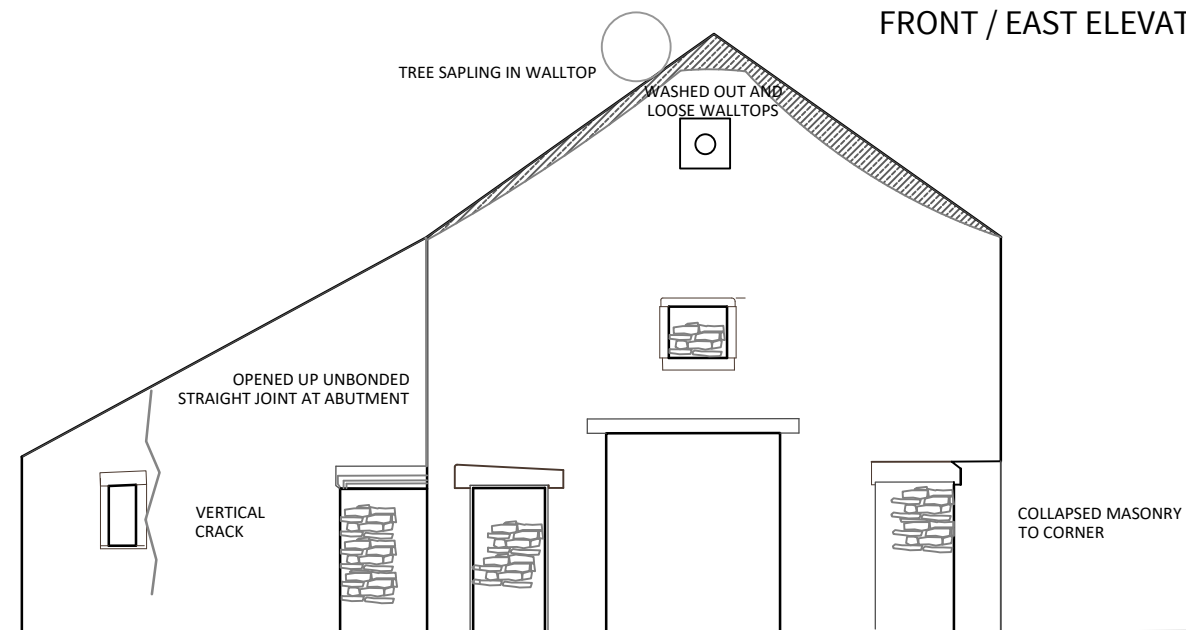 FRONT / EAST ELEVAT
TREE SAPLING IN WALLTOP
WASHED OUT AND
LOOSE WALLTOPS
OPENED UP UNBONDED
STRAIGHT JOINT AT ABUTMENT
VERTICAL
CRACK
COLLAPSED MASONRY
TO CORNER